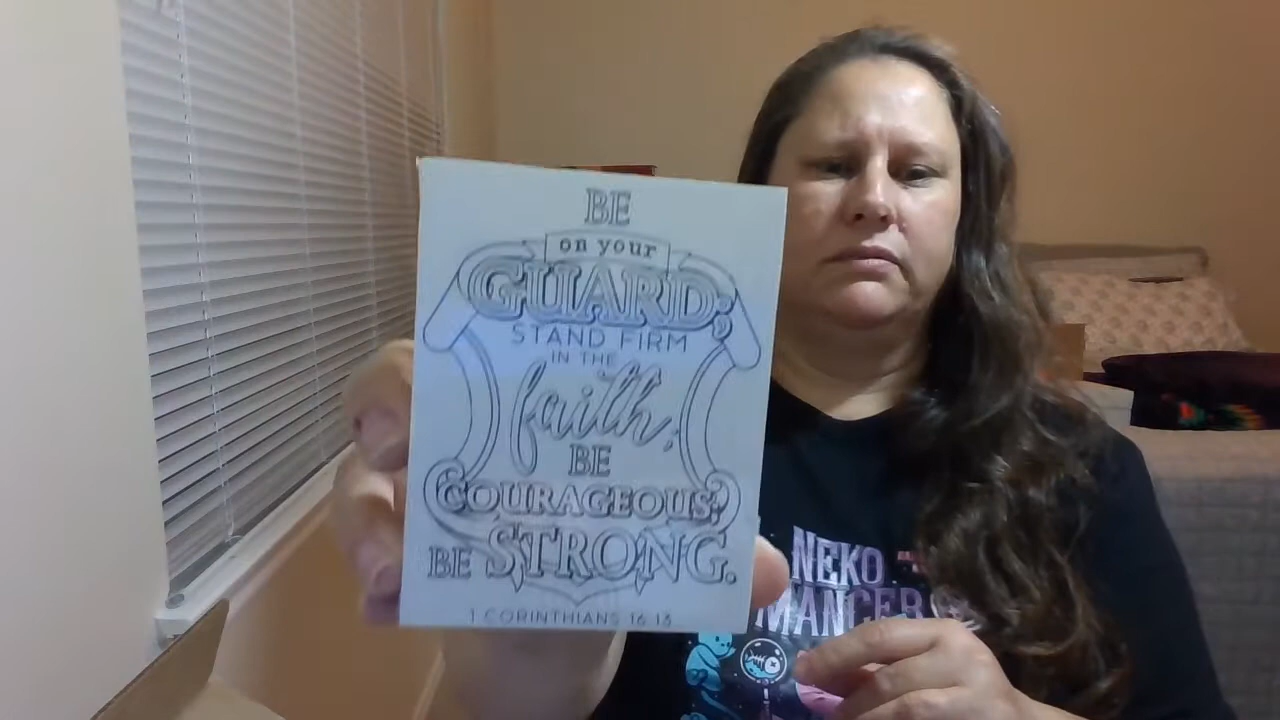 BE
on your
GUARD;
STAND FIRM
IN THE
faith;
BE
COURAGEOUS;
BE STRONG.
1 CORINTHIANS 16:13
NEKO
MANCER